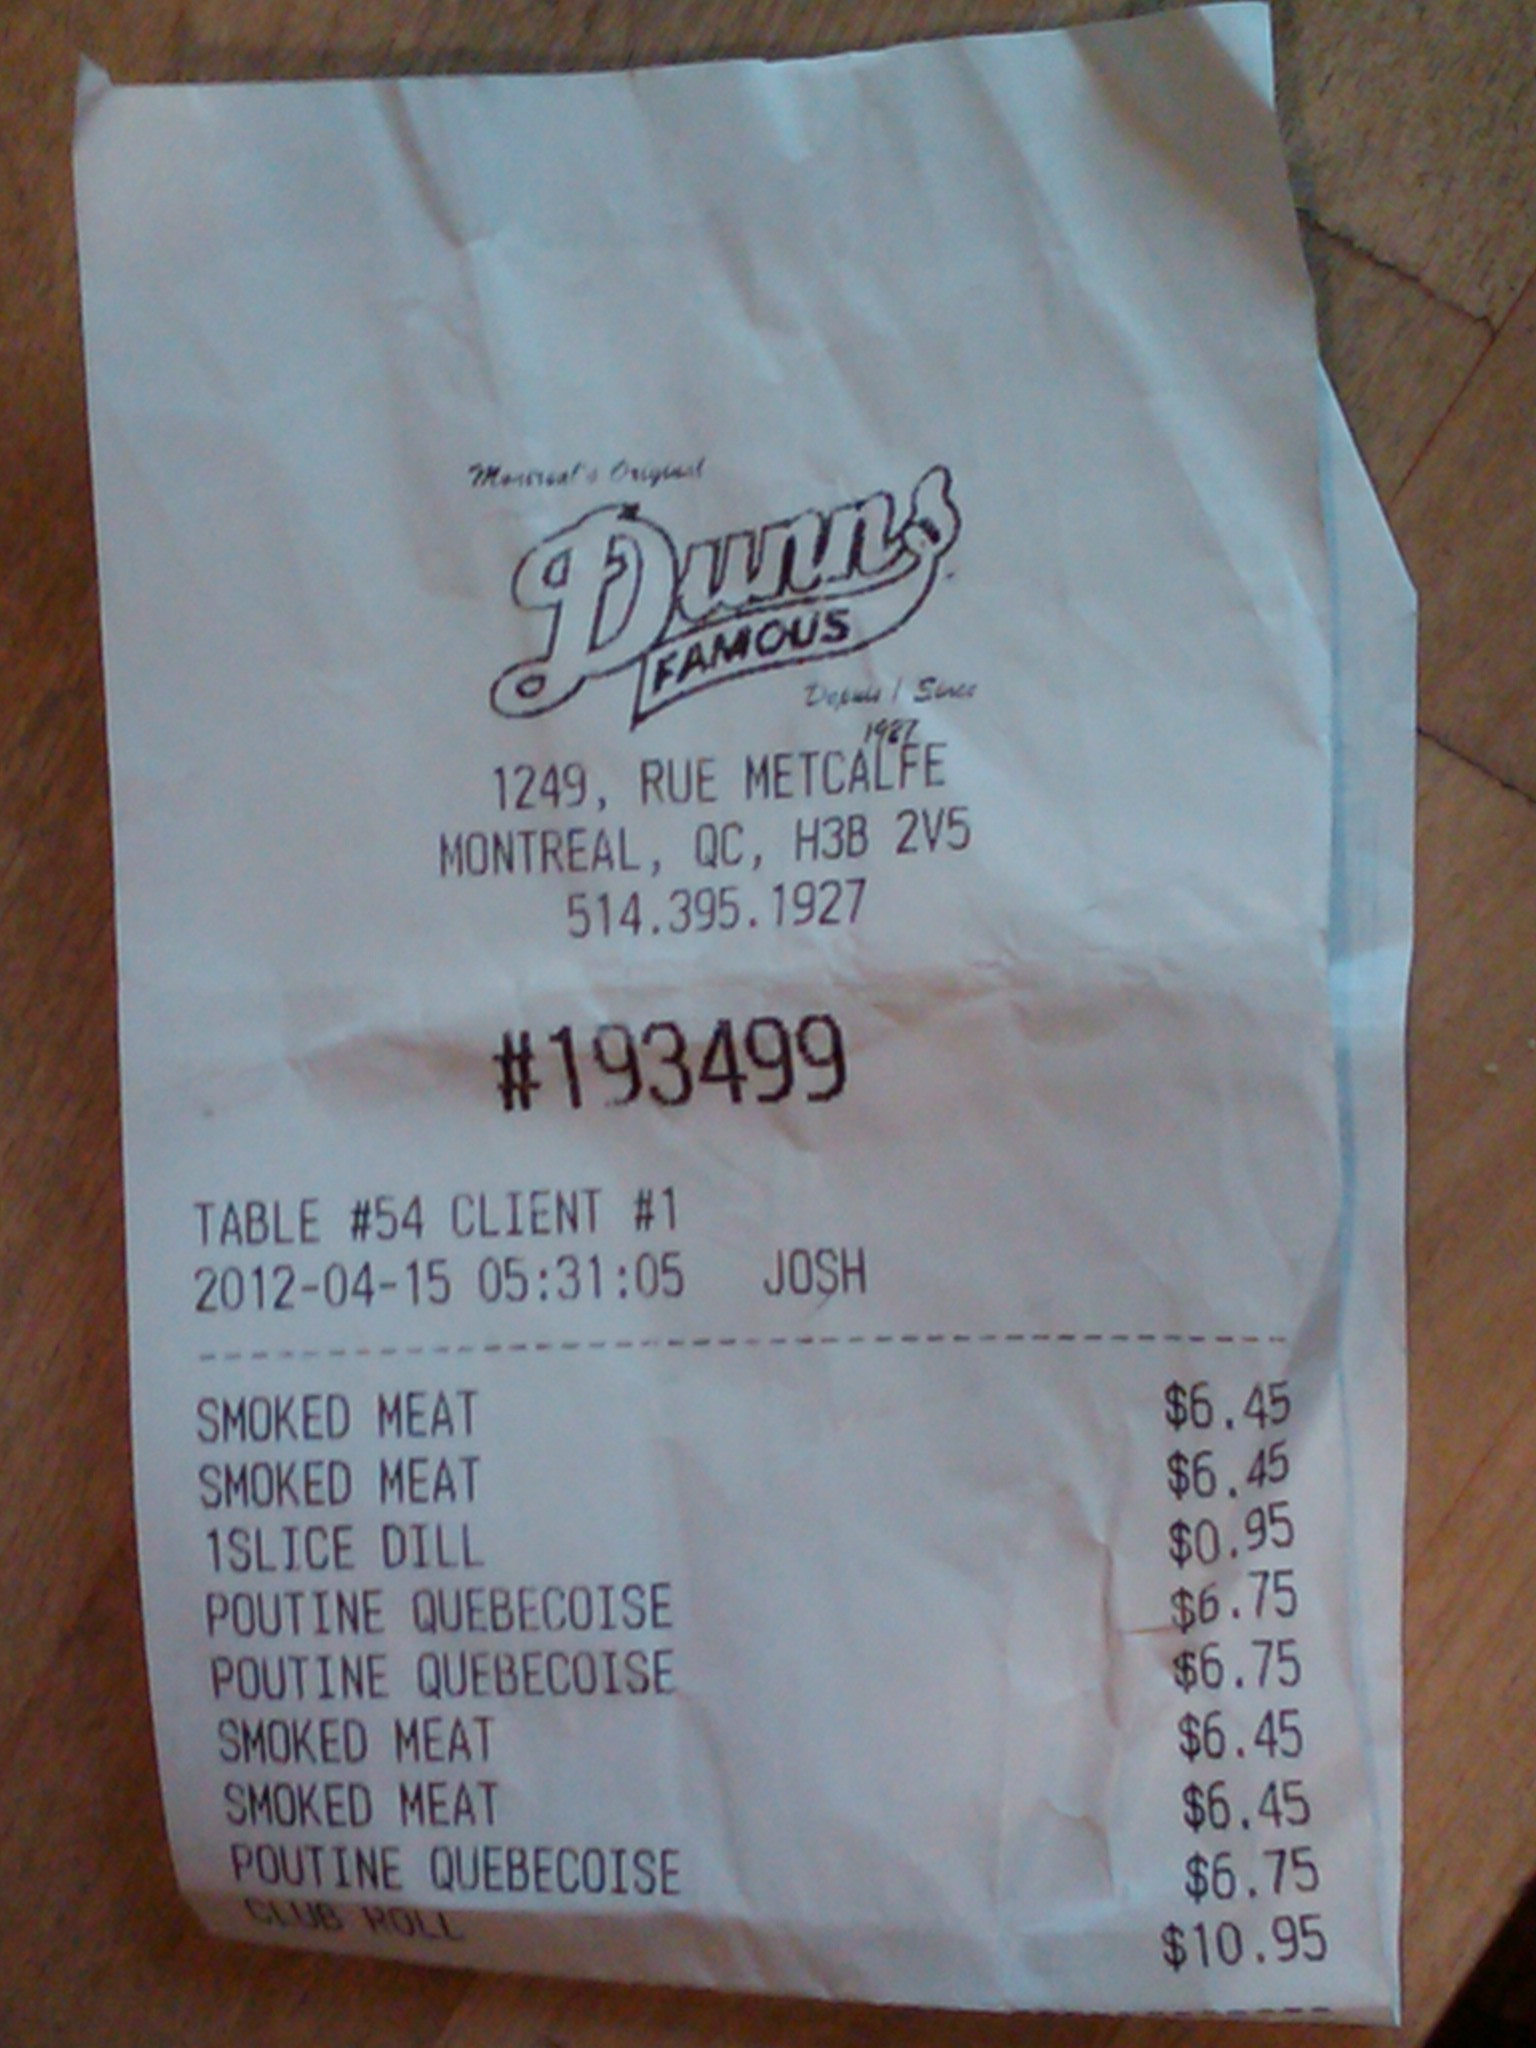 Montreal's Original
Dunns
FAMOUS
Depuis / Since
1927
1249, RUE METCALFE
MONTREAL, QC, H3B 2V5
514.395.1927
#193499
TABLE #54 CLIENT #1
2012-04-15 05:31:05 JOSH
SMOKED MEAT $6.45
SMOKED MEAT $6.45
1SLICE DILL $0.95
POUTINE QUEBECOISE $6.75
POUTINE QUEBECOISE $6.75
SMOKED MEAT $6.45
SMOKED MEAT $6.45
POUTINE QUEBECOISE $6.75
CLUB ROLL $10.95